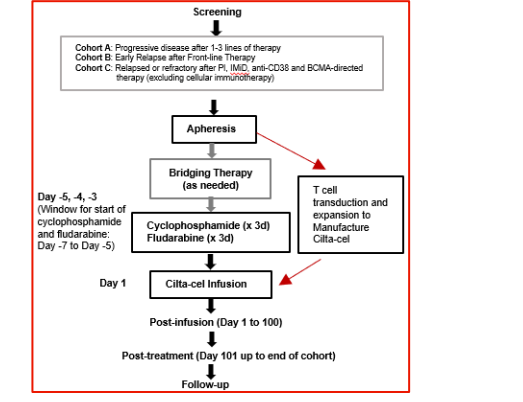 Screening
Cohort A: Progressive disease after 1-3 lines of therapy
Cohort B: Early Relapse after Front-line Therapy
Cohort C: Relapsed or refractory after PI, IMiD, anti-CD38 and BCMA-directed
therapy (excluding cellular immunotherapy)
Apheresis
Bridging Therapy
(as needed)
T cell
transduction and
expansion to
Manufacture
Cilta-cel
Day -5, -4, -3
(Window for start of
cyclophosphamide
and fludarabine:
Day -7 to Day -5)
Cyclophosphamide (x 3d)
Fludarabine (x 3d)
Day 1
Cilta-cel Infusion
Post-infusion (Day 1 to 100)
Post-treatment (Day 101 up to end of cohort)
Follow-up